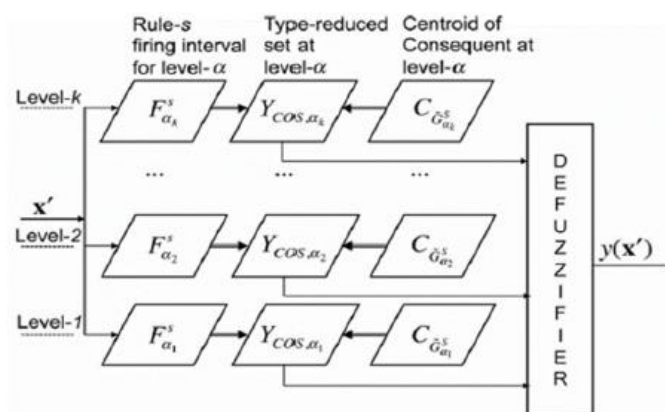 Rule-s Type-reduced Centroid of
firing interval set at Consequent at
for level-α level-α level-α
Level-k
F^s_{α_k} Y_{COS,α_k} C_{G̃^s_{α_k}}
... ... ...
x′
Level-2
F^s_{α_2} Y_{COS,α_2} C_{G̃^s_{α_2}}
y(x′)
Level-1
F^s_{α_1} Y_{COS,α_1} C_{G̃^s_{α_1}}
DEFUZZIFIER